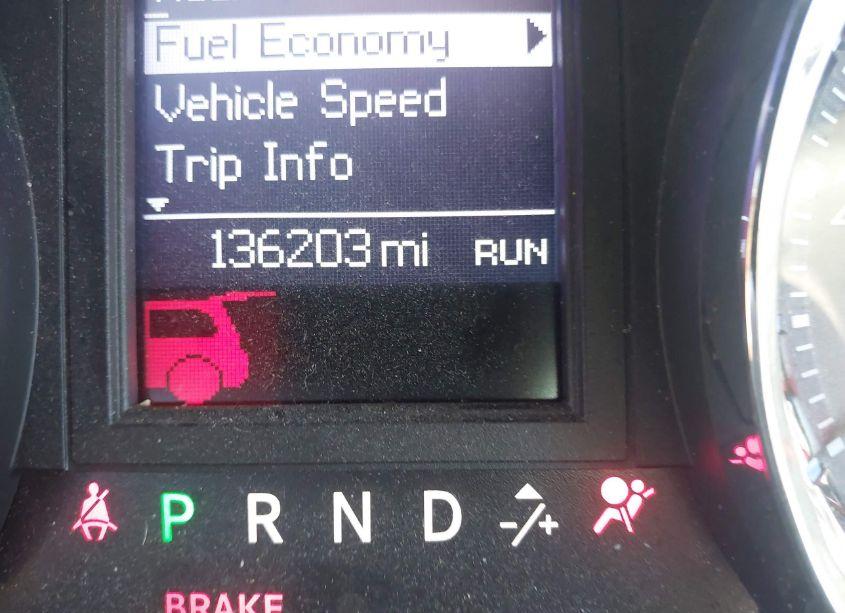 Fuel Economy
Vehicle Speed
Trip Info
136203 mi RUN
P R N D -/+
BRAKE